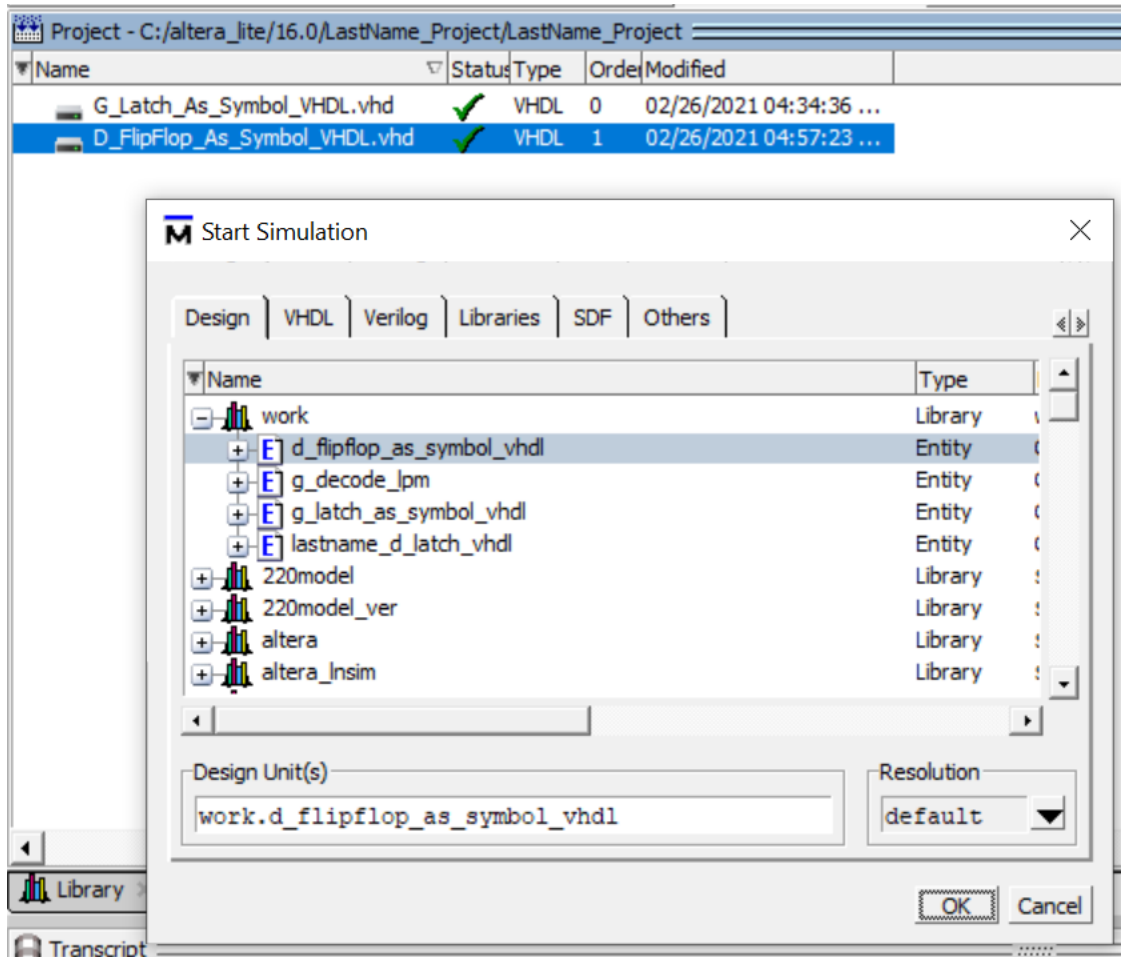 Project - C:/altera_lite/16.0/LastName_Project/LastName_Project
Name Status Type Order Modified
G_Latch_As_Symbol_VHDL.vhd VHDL 0 02/26/2021 04:34:36 ...
D_FlipFlop_As_Symbol_VHDL.vhd VHDL 1 02/26/2021 04:57:23 ...
M Start Simulation
Design VHDL Verilog Libraries SDF Others
Name Type
work Library
E d_flipflop_as_symbol_vhdl Entity
E g_decode_lpm Entity
E g_latch_as_symbol_vhdl Entity
E lastname_d_latch_vhdl Entity
220model Library
220model_ver Library
altera Library
altera_lnsim Library
Design Unit(s) Resolution
work.d_flipflop_as_symbol_vhdl default
Library
OK Cancel
Transcript